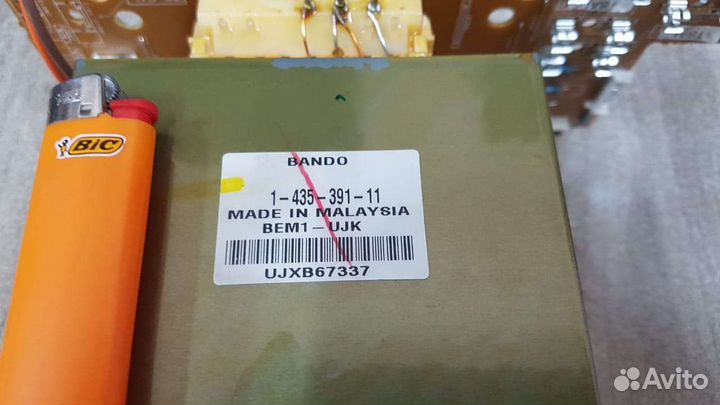 BiC
BANDO
1-435-391-11
MADE IN MALAYSIA
BEM1-UJK
UJXB67337
Avito